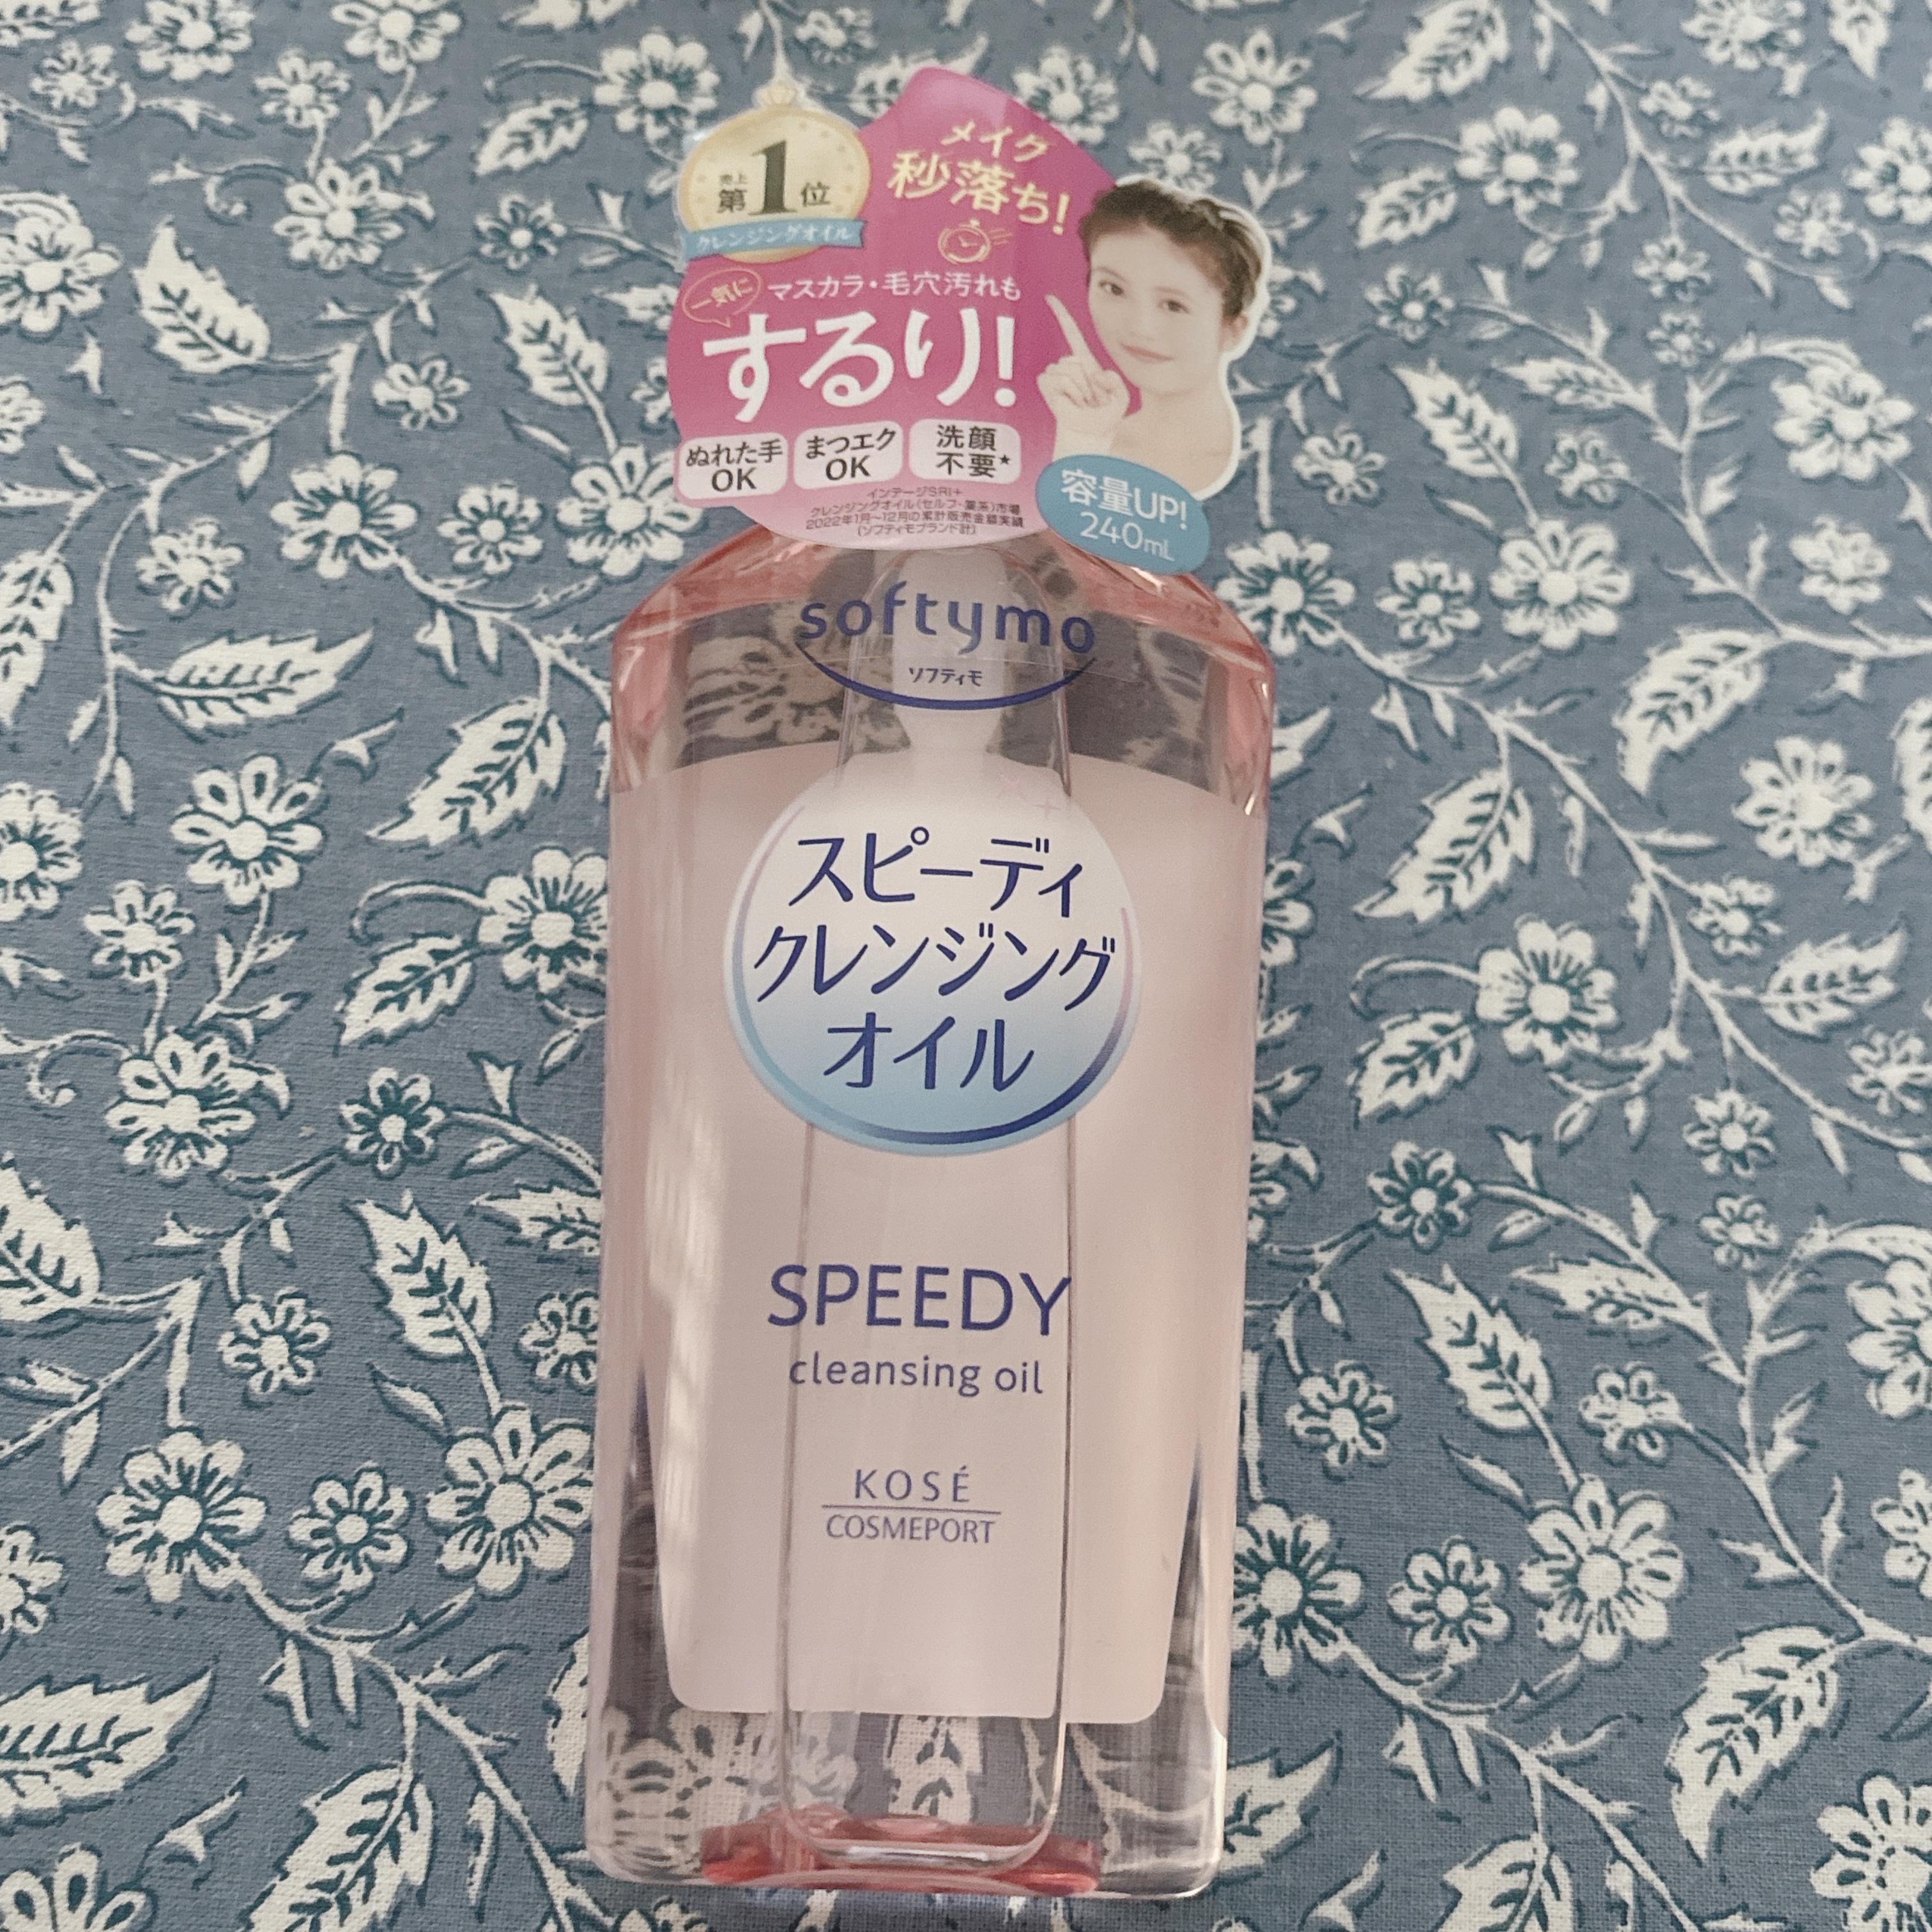 売上
第1位
クレンジングオイル
メイク
秒落ち!
一気に
マスカラ・毛穴汚れも
するり!
ぬれた手
OK
まつエク
OK
洗顔
不要★
インテージSRI+
クレンジングオイル(セルフ・薬系)市場
2022年1月~12月の累計販売金額実績
(ソフティモブランド計)
容量UP!
240mL
softymo
ソフティモ
スピーディ
クレンジング
オイル
SPEEDY
cleansing oil
KOSÉ
COSMEPORT